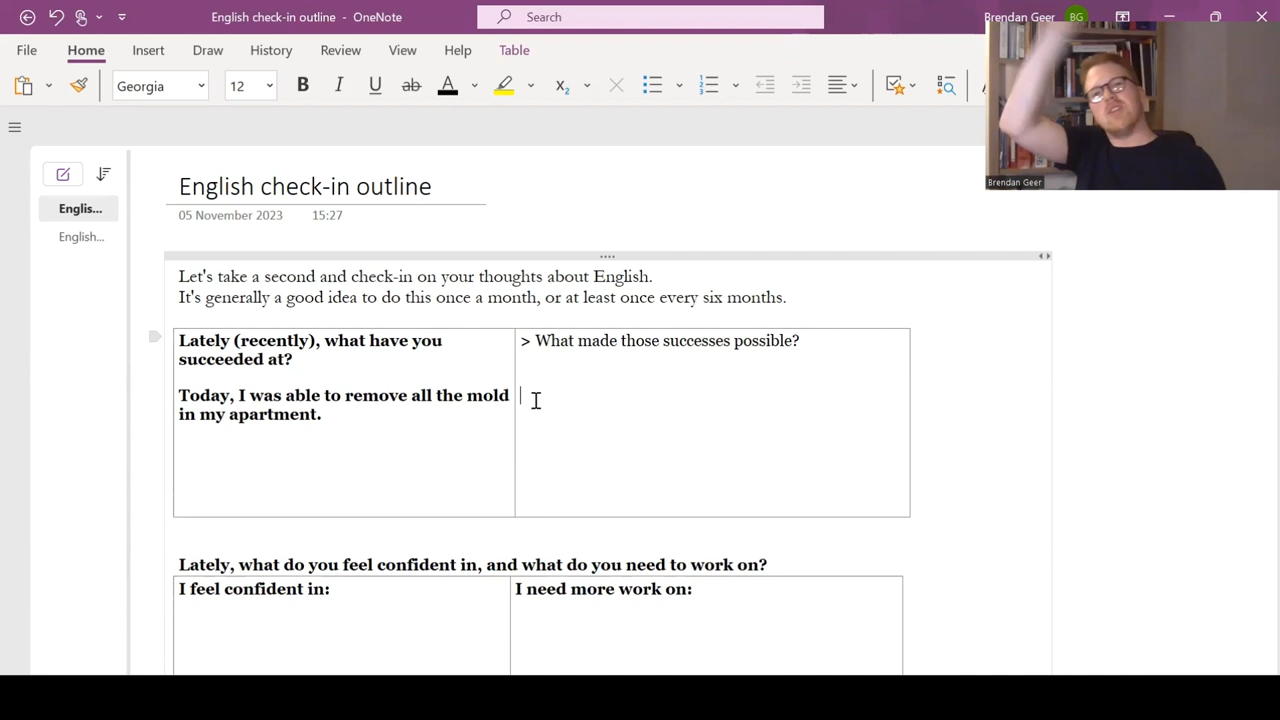 English check-in outline - OneNote
Search
Brendan Geer
BG
File
Home
Insert
Draw
History
Review
View
Help
Table
Georgia
12
B
I
U
ab
A
x₂
Englis...
English...
English check-in outline
05 November 2023 15:27
Let's take a second and check-in on your thoughts about English.
It's generally a good idea to do this once a month, or at least once every six months.
Lately (recently), what have you
succeeded at?
Today, I was able to remove all the mold
in my apartment.
> What made those successes possible?
Lately, what do you feel confident in, and what do you need to work on?
I feel confident in:
I need more work on:
Brendan Geer